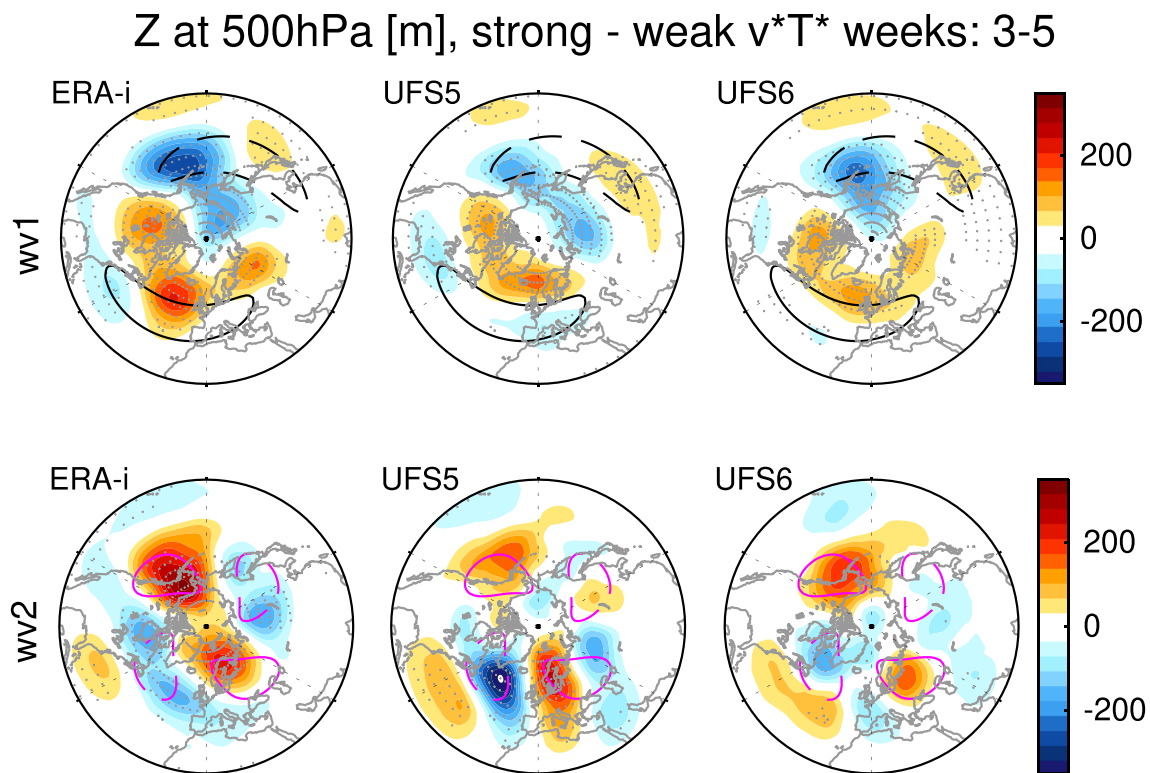 Z at 500hPa [m], strong - weak v*T* weeks: 3-5
ERA-i
UFS5
UFS6
wv1
200
0
-200
ERA-i
UFS5
UFS6
wv2
200
0
-200